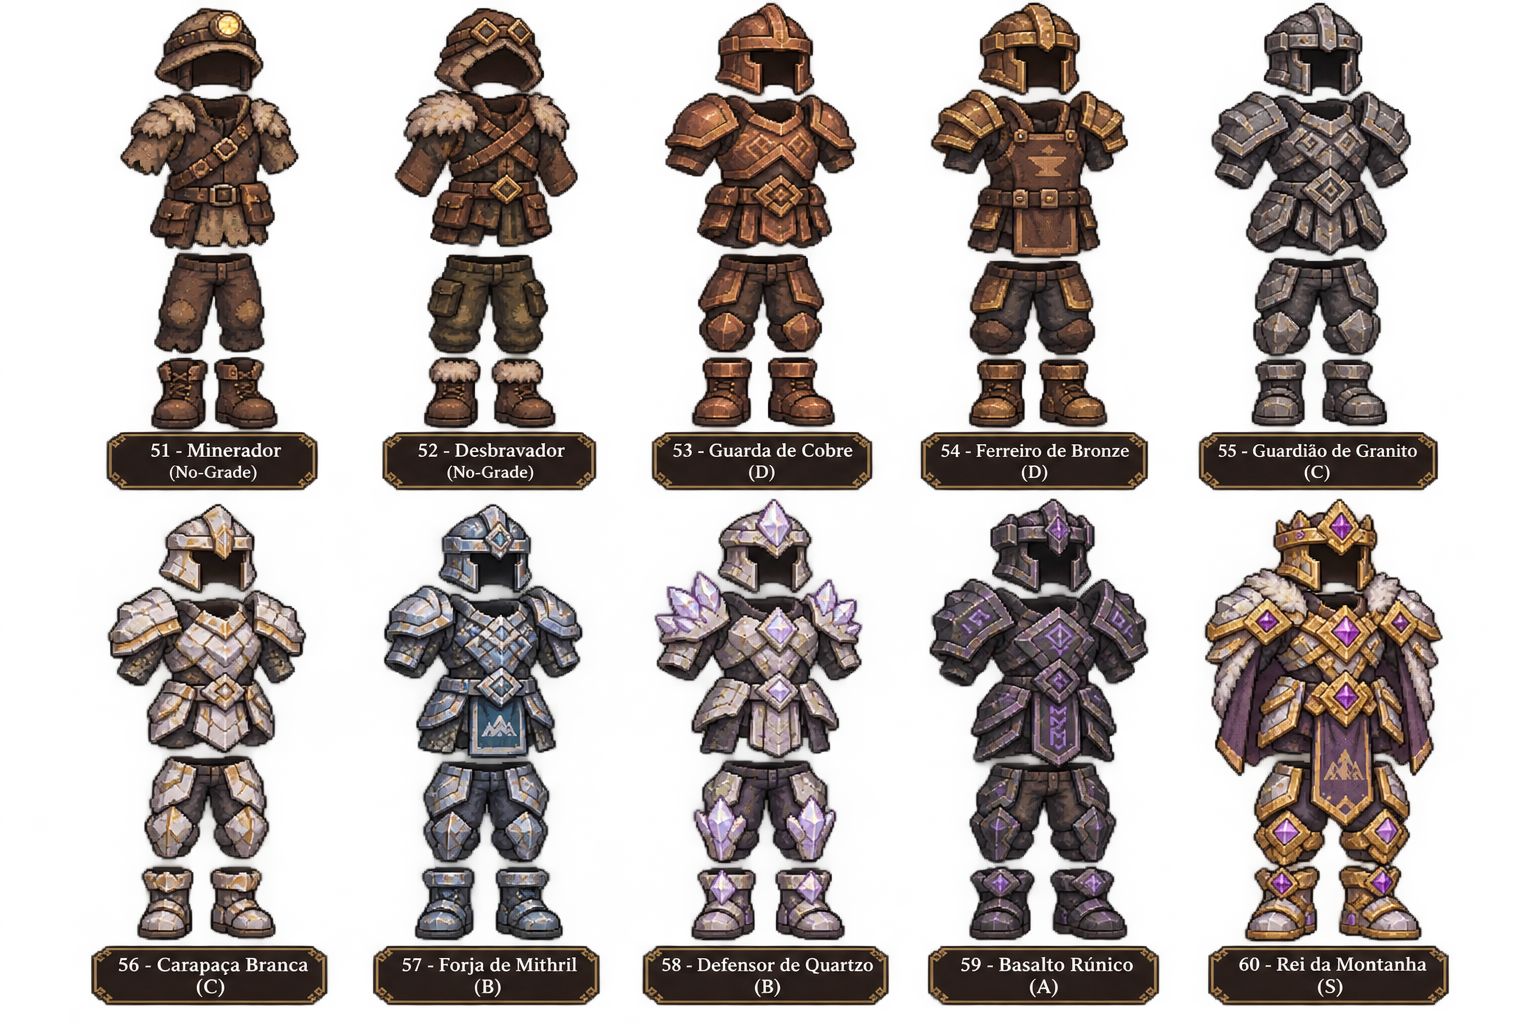 51 - Minerador
(No-Grade)
52 - Desbravador
(No-Grade)
53 - Guarda de Cobre
(D)
54 - Ferreiro de Bronze
(D)
55 - Guardião de Granito
(C)
56 - Carapaça Branca
(C)
57 - Forja de Mithril
(B)
58 - Defensor de Quartzo
(B)
59 - Basalto Rúnico
(A)
60 - Rei da Montanha
(S)